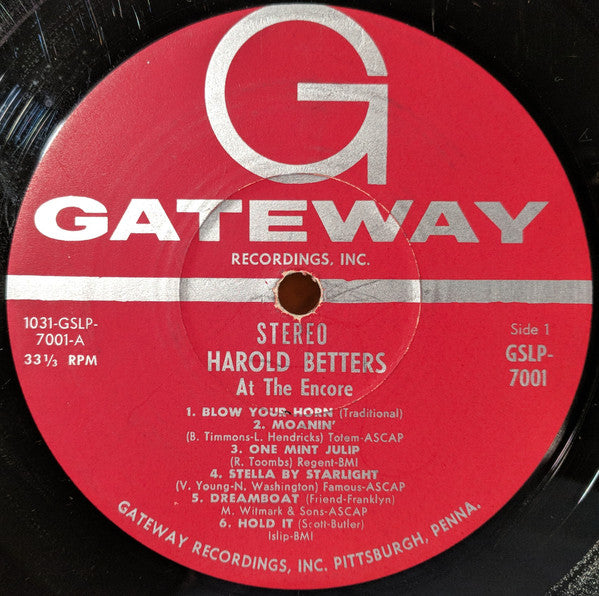 G
GATEWAY
RECORDINGS, INC.
1031-GSLP-
7001-A
33⅓ RPM
STEREO
HAROLD BETTERS
At The Encore
Side 1
GSLP-
7001
1. BLOW YOUR HORN (Traditional)
2. MOANIN'
(B. Timmons-L. Hendricks) Totem-ASCAP
3. ONE MINT JULIP
(R. Toombs) Regent-BMI
4. STELLA BY STARLIGHT
(V. Young-N. Washington) Famous-ASCAP
5. DREAMBOAT (Friend-Franklyn)
M. Witmark & Sons-ASCAP
6. HOLD IT (Scott-Butler)
Islip-BMI
GATEWAY RECORDINGS, INC. PITTSBURGH, PENNA.